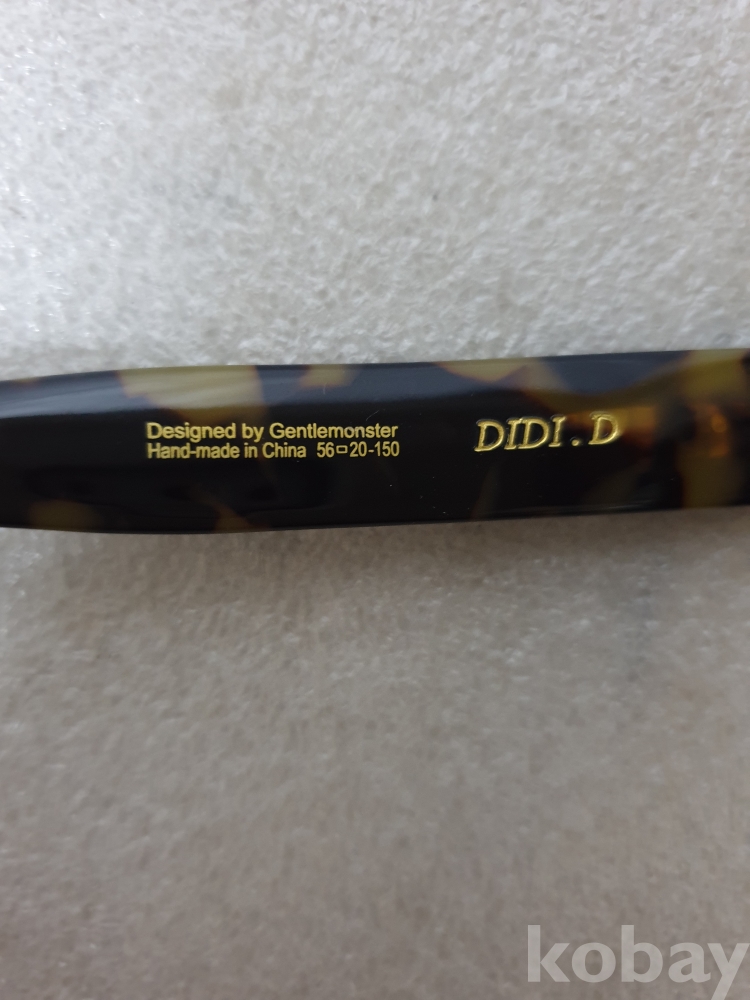 Designed by Gentlemonster
Hand-made in China 56▭20-150
DIDI.D
kobay